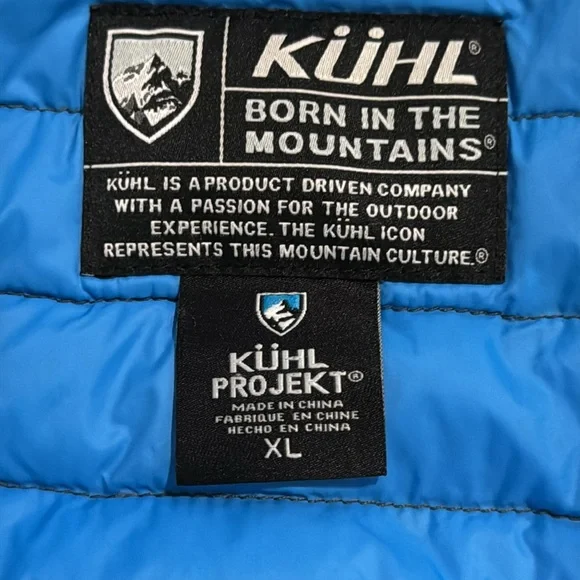 KÜHL®
BORN IN THE
MOUNTAINS®
KÜHL IS A PRODUCT DRIVEN COMPANY
WITH A PASSION FOR THE OUTDOOR
EXPERIENCE. THE KÜHL ICON
REPRESENTS THIS MOUNTAIN CULTURE.®
KÜHL
PROJEKT®
MADE IN CHINA
FABRIQUE EN CHINE
HECHO EN CHINA
XL